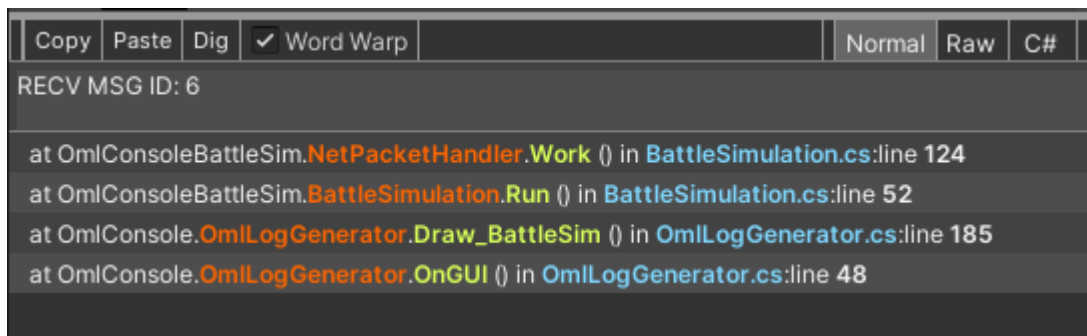 Copy Paste Dig Word Warp Normal Raw C#
RECV MSG ID: 6
at OmlConsoleBattleSim.NetPacketHandler.Work () in BattleSimulation.cs:line 124
at OmlConsoleBattleSim.BattleSimulation.Run () in BattleSimulation.cs:line 52
at OmlConsole.OmlLogGenerator.Draw_BattleSim () in OmlLogGenerator.cs:line 185
at OmlConsole.OmlLogGenerator.OnGUI () in OmlLogGenerator.cs:line 48